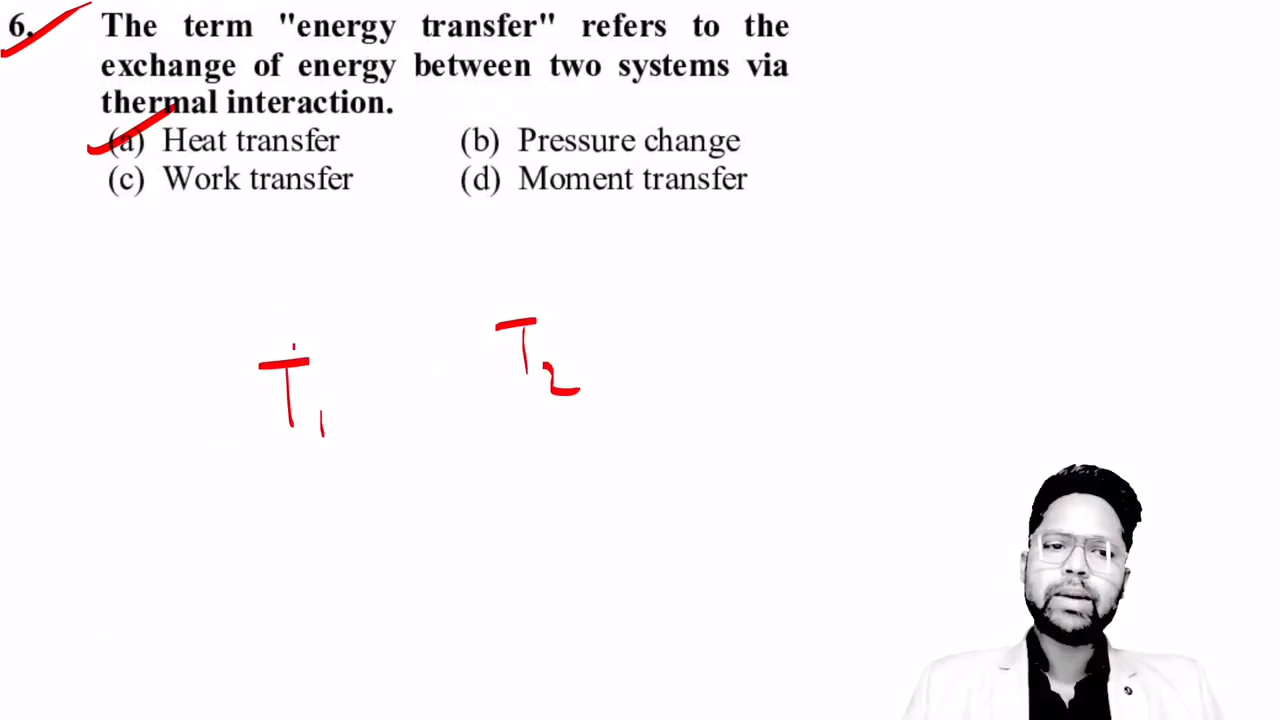 6. The term "energy transfer" refers to the
exchange of energy between two systems via
thermal interaction.
(a) Heat transfer (b) Pressure change
(c) Work transfer (d) Moment transfer
T2
T1